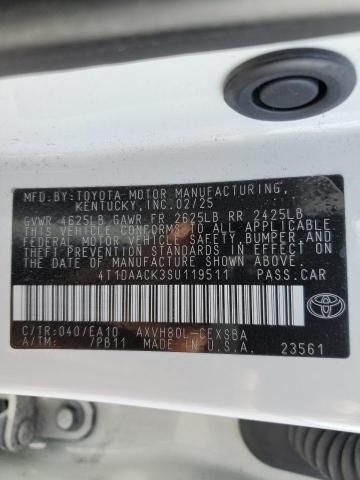 MFD.BY:TOYOTA MOTOR MANUFACTURING,
KENTUCKY, INC.02/25
GVWR 4625LB GAWR FR 2625LB RR 2425LB
THIS VEHICLE CONFORMS TO ALL APPLICABLE
FEDERAL MOTOR VEHICLE SAFETY, BUMPER, AND
THEFT PREVENTION STANDARDS IN EFFECT ON THE
DATE OF MANUFACTURE SHOWN ABOVE.
4T1DAACK3SU119511 PASS.CAR
C/TR:040/EA10 AXVH80L-CEXSBA
A/TM: 7PB11 MADE IN U.S.A. 23561